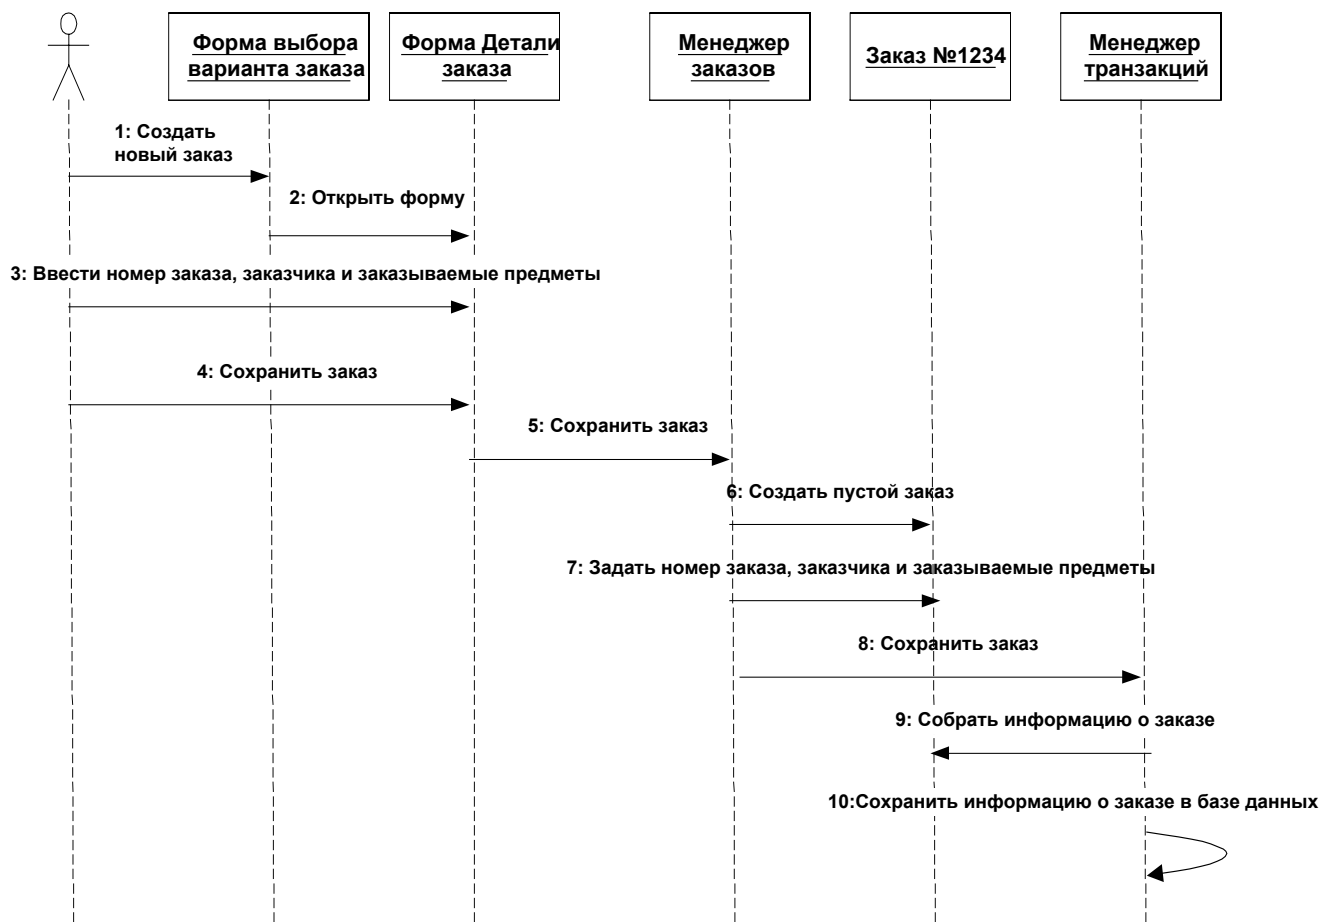 Форма выбора
варианта заказа
Форма Детали
заказа
Менеджер
заказов
Заказ №1234
Менеджер
транзакций
1: Создать
новый заказ
2: Открыть форму
3: Ввести номер заказа, заказчика и заказываемые предметы
4: Сохранить заказ
5: Сохранить заказ
6: Создать пустой заказ
7: Задать номер заказа, заказчика и заказываемые предметы
8: Сохранить заказ
9: Собрать информацию о заказе
10:Сохранить информацию о заказе в базе данных